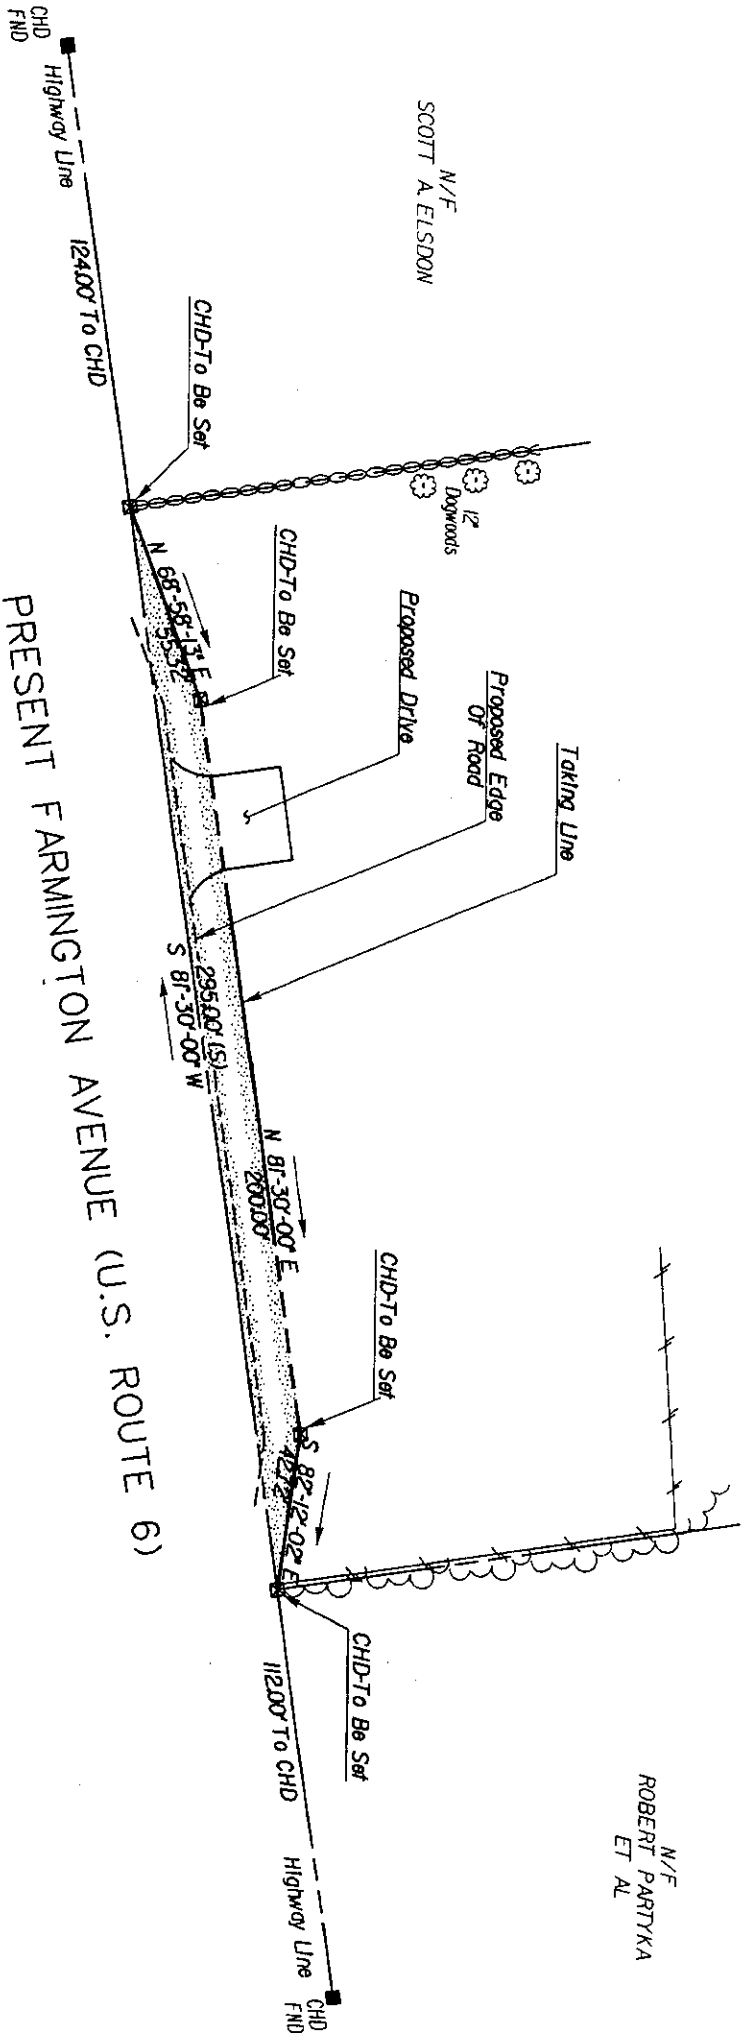 N/F
SCOTT A. ELSDON
N/F
ROBERT PARTYKA
ET AL
12"
Dogwoods
Taking Line
Proposed Edge
Of Road
Proposed Drive
CHD-To Be Set
CHD-To Be Set
CHD-To Be Set
CHD-To Be Set
CHD
FND
Highway Line
124.00' To CHD
N 68°-58'-13" E
55.32'
N 81°-30'-00" E
200.00'
S 82°-12'-02" E
42.72'
295.00' (S)
S 81°-30'-00" W
112.00' To CHD
Highway Line
CHD
FND
PRESENT FARMINGTON AVENUE (U.S. ROUTE 6)